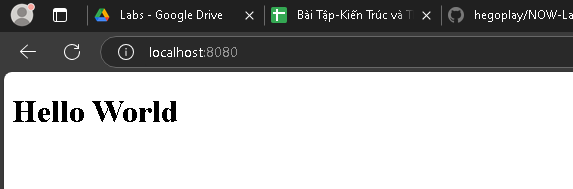 Labs - Google Drive
Bài Tập-Kiến Trúc và T
hegoplay/NOW-La
localhost:8080
Hello World